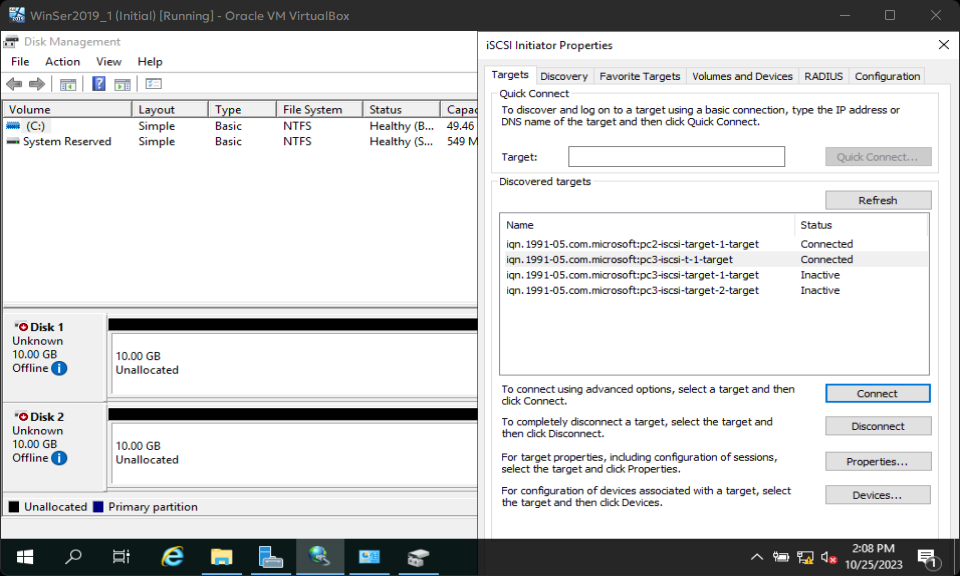 WinSer2019_1 (Initial) [Running] - Oracle VM VirtualBox
Disk Management
File Action View Help
Volume Layout Type File System Status Capac
(C:) Simple Basic NTFS Healthy (B... 49.46
System Reserved Simple Basic NTFS Healthy (S... 549 M
Disk 1
Unknown
10.00 GB
Offline
10.00 GB
Unallocated
Disk 2
Unknown
10.00 GB
Offline
10.00 GB
Unallocated
Unallocated Primary partition
iSCSI Initiator Properties
Targets Discovery Favorite Targets Volumes and Devices RADIUS Configuration
Quick Connect
To discover and log on to a target using a basic connection, type the IP address or
DNS name of the target and then click Quick Connect.
Target:
Quick Connect...
Discovered targets
Refresh
Name Status
iqn.1991-05.com.microsoft:pc2-iscsi-target-1-target Connected
iqn.1991-05.com.microsoft:pc3-iscsi-t-1-target Connected
iqn.1991-05.com.microsoft:pc3-iscsi-target-1-target Inactive
iqn.1991-05.com.microsoft:pc3-iscsi-target-2-target Inactive
To connect using advanced options, select a target and then
click Connect.
Connect
To completely disconnect a target, select the target and
then click Disconnect.
Disconnect
For target properties, including configuration of sessions,
select the target and click Properties.
Properties...
For configuration of devices associated with a target, select
the target and then click Devices.
Devices...
2:08 PM
10/25/2023
1